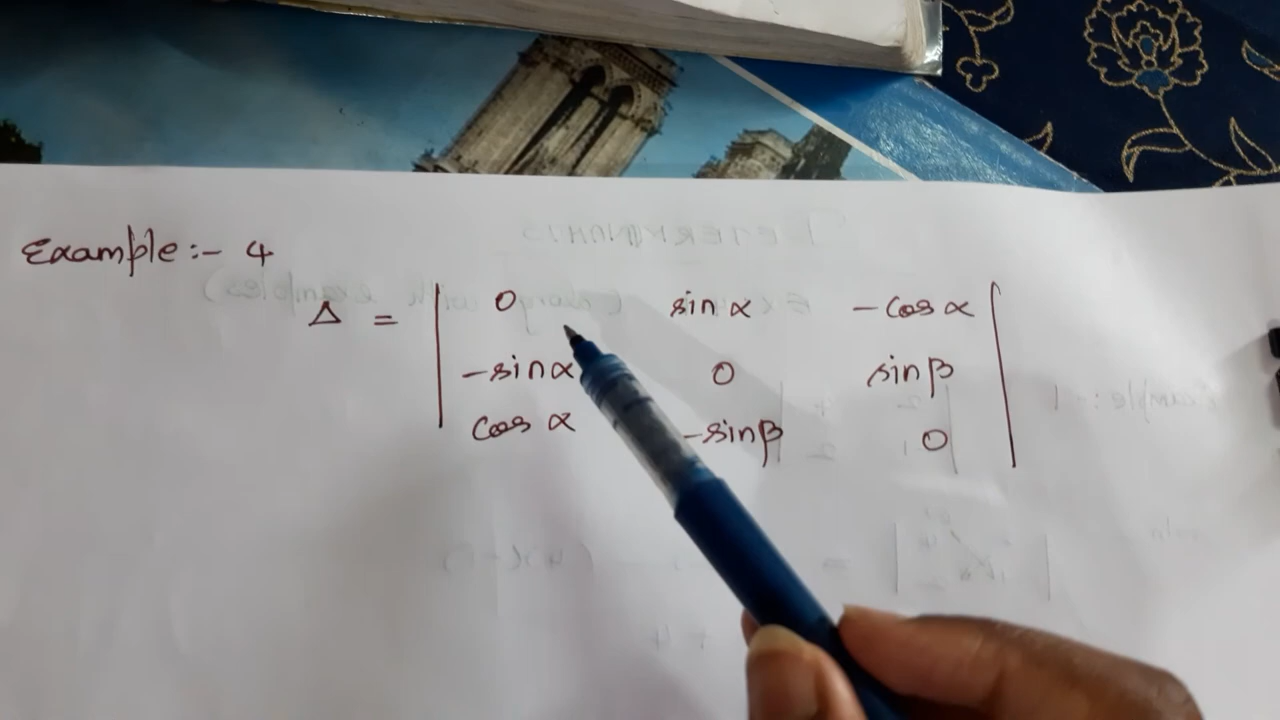 Example:- 4
Δ = | 0 sin α -cos α |
-sin α 0 sin β
cos α -sin β 0